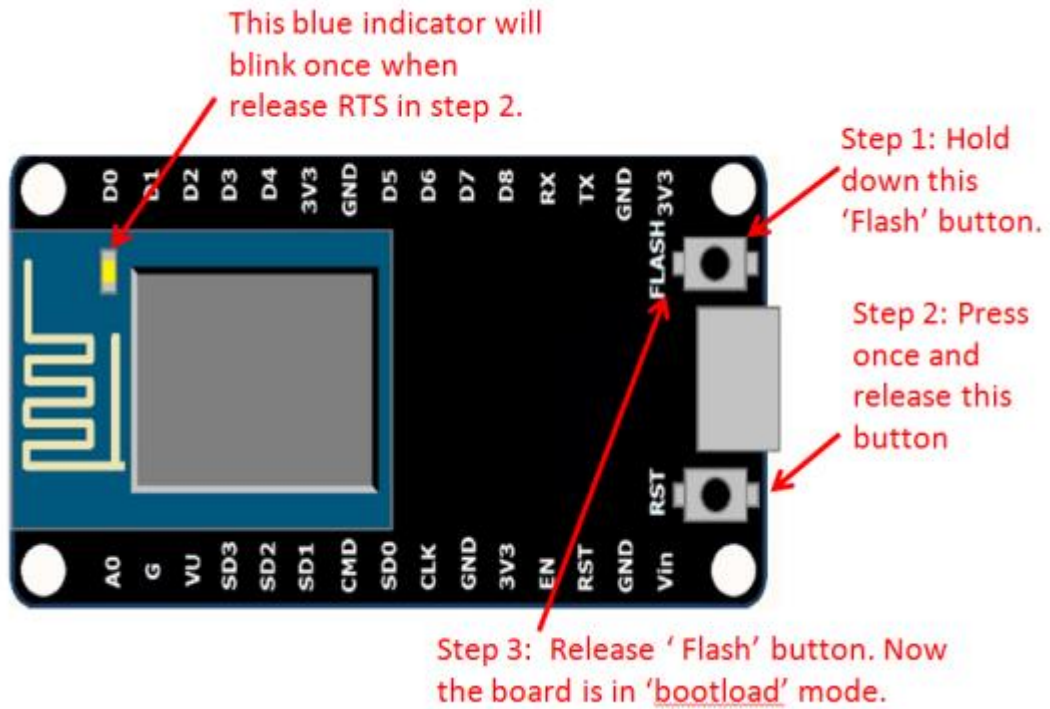 This blue indicator will
blink once when
release RTS in step 2.
Step 1: Hold
down this
‘Flash’ button.
D0 D1 D2 D3 D4 3V3 GND D5 D6 D7 D8 RX TX GND 3V3
FLASH
Step 2: Press
once and
release this
button
RST
A0 G VU SD3 SD2 SD1 CMD SD0 CLK GND 3V3 EN RST GND Vin
Step 3:  Release ‘ Flash’ button. Now
the board is in ‘bootload’ mode.